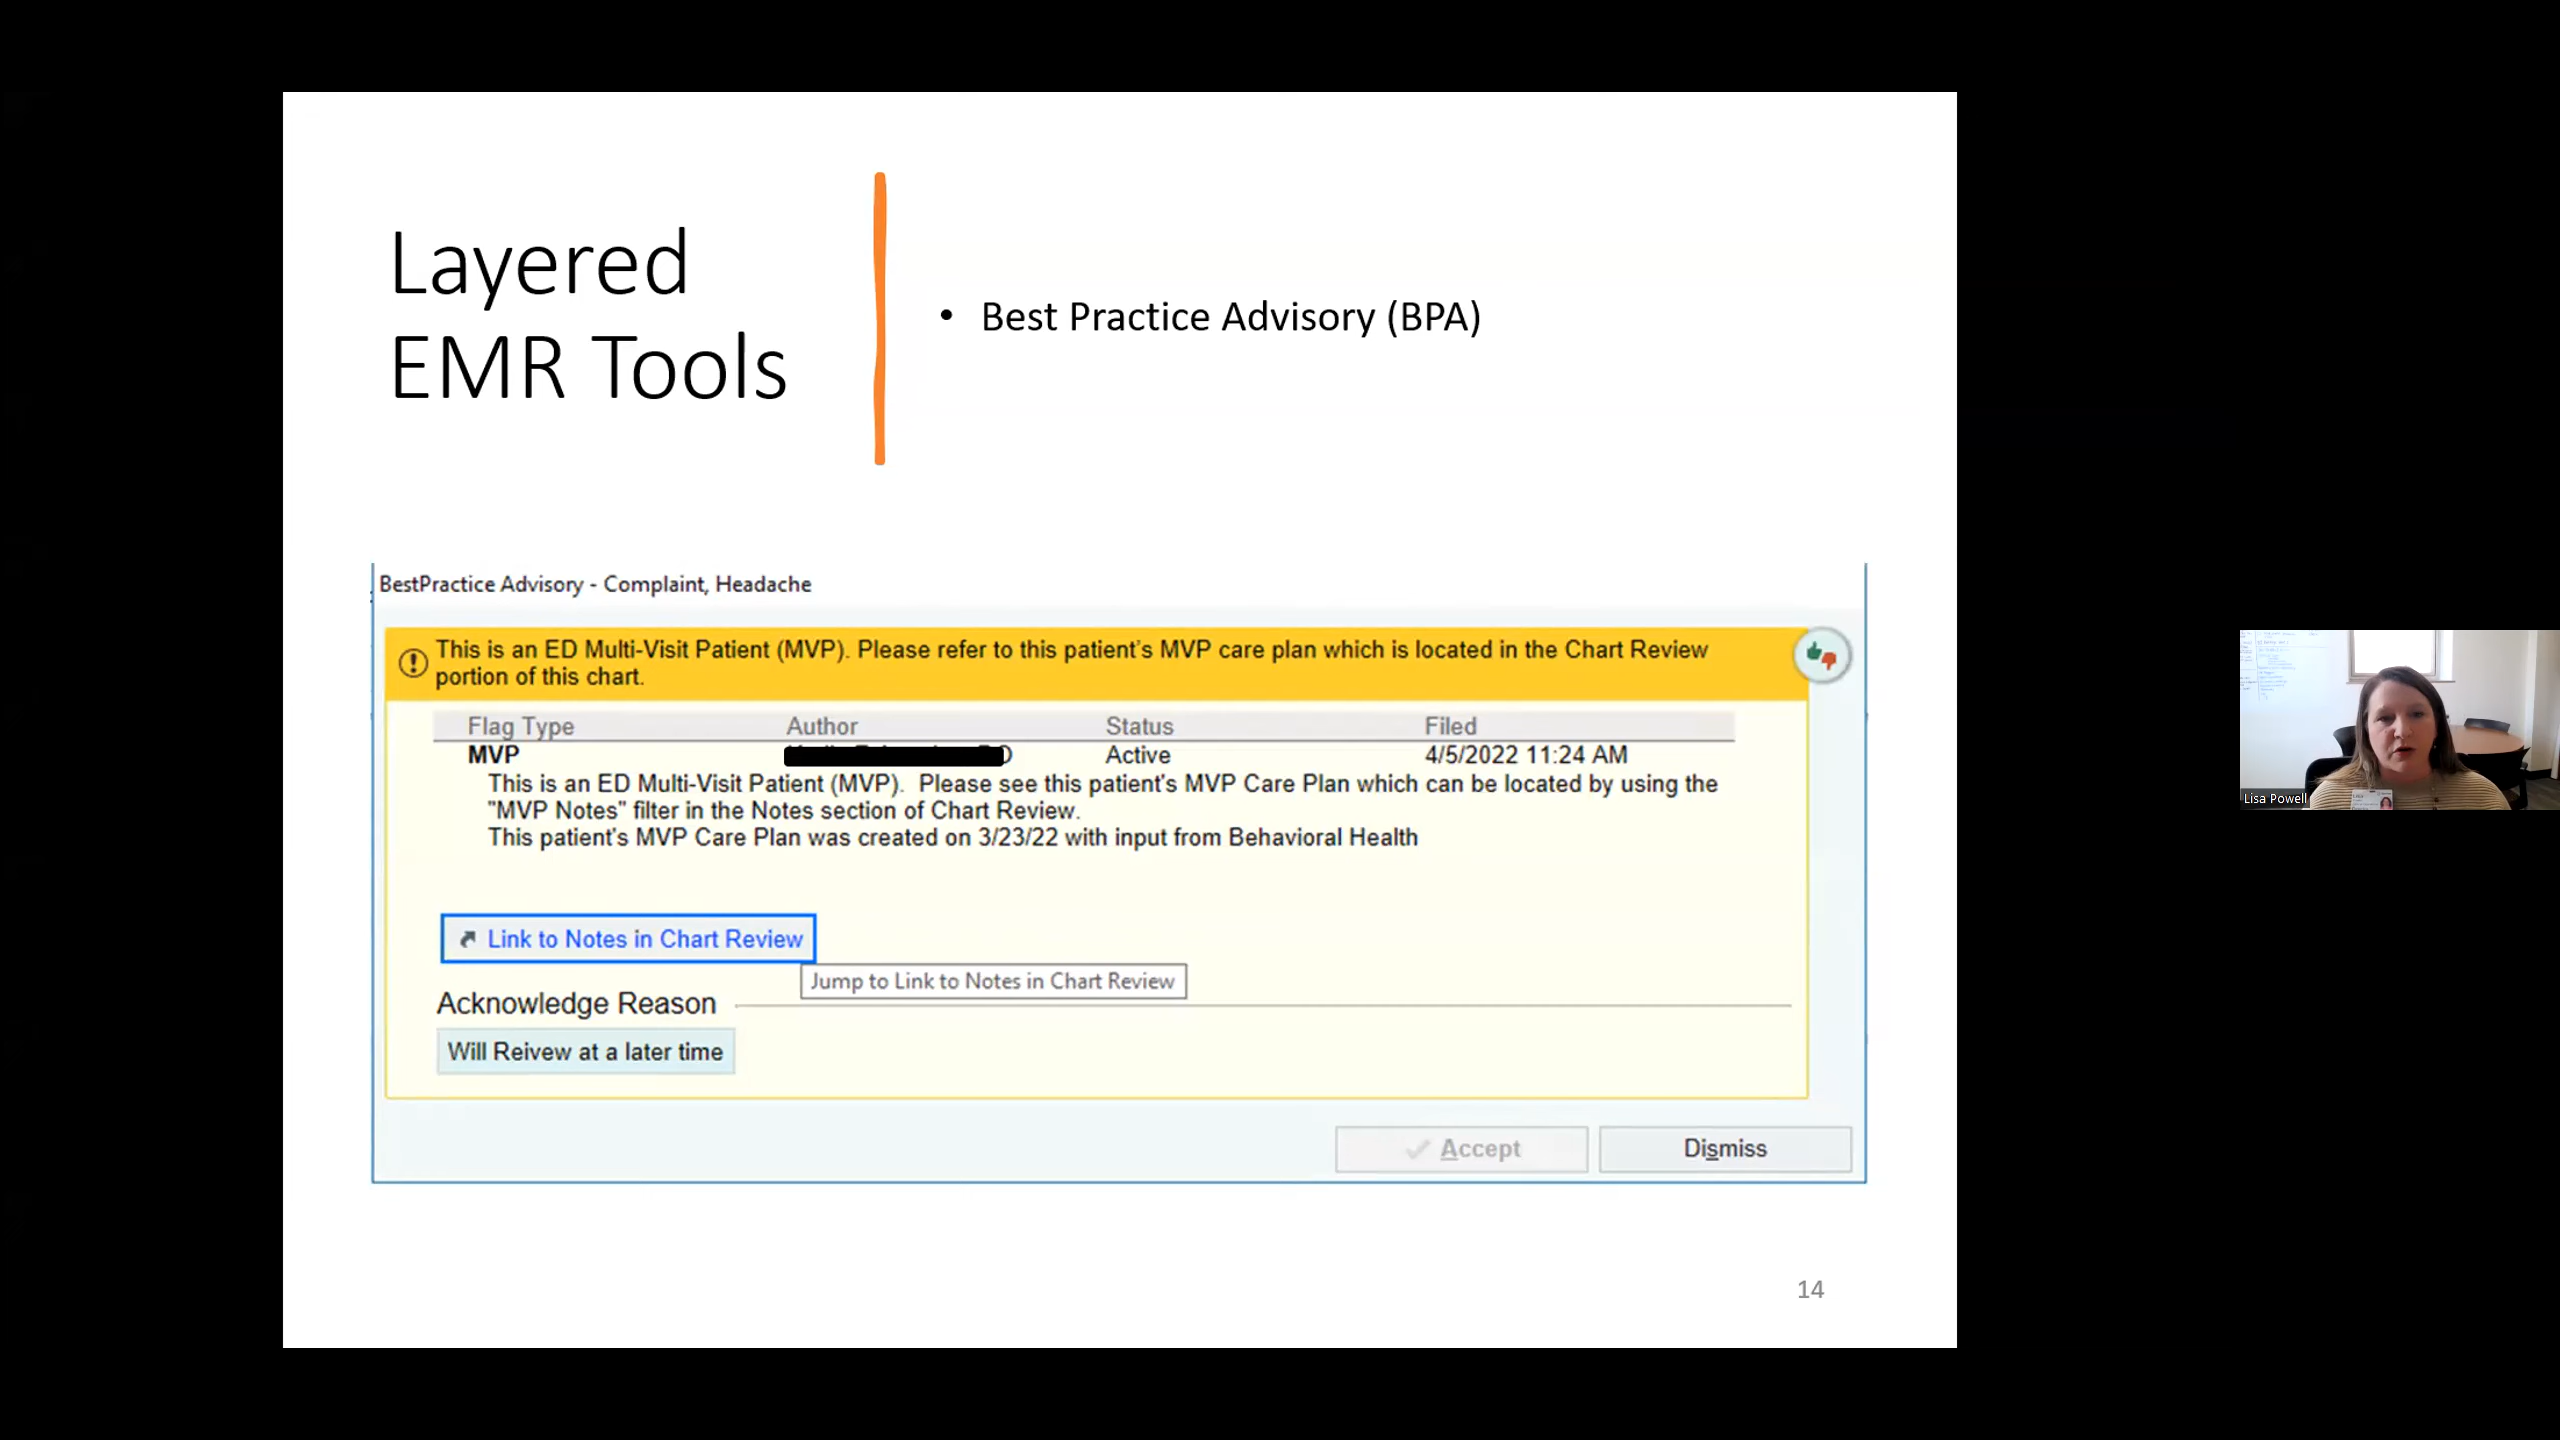 Layered
EMR Tools
• Best Practice Advisory (BPA)
BestPractice Advisory - Complaint, Headache
This is an ED Multi-Visit Patient (MVP). Please refer to this patient's MVP care plan which is located in the Chart Review
portion of this chart.
Flag Type Author Status Filed
MVP Active 4/5/2022 11:24 AM
This is an ED Multi-Visit Patient (MVP). Please see this patient's MVP Care Plan which can be located by using the
"MVP Notes" filter in the Notes section of Chart Review.
This patient's MVP Care Plan was created on 3/23/22 with input from Behavioral Health
Link to Notes in Chart Review
Jump to Link to Notes in Chart Review
Acknowledge Reason
Will Reivew at a later time
Accept Dismiss
14
Lisa Powell